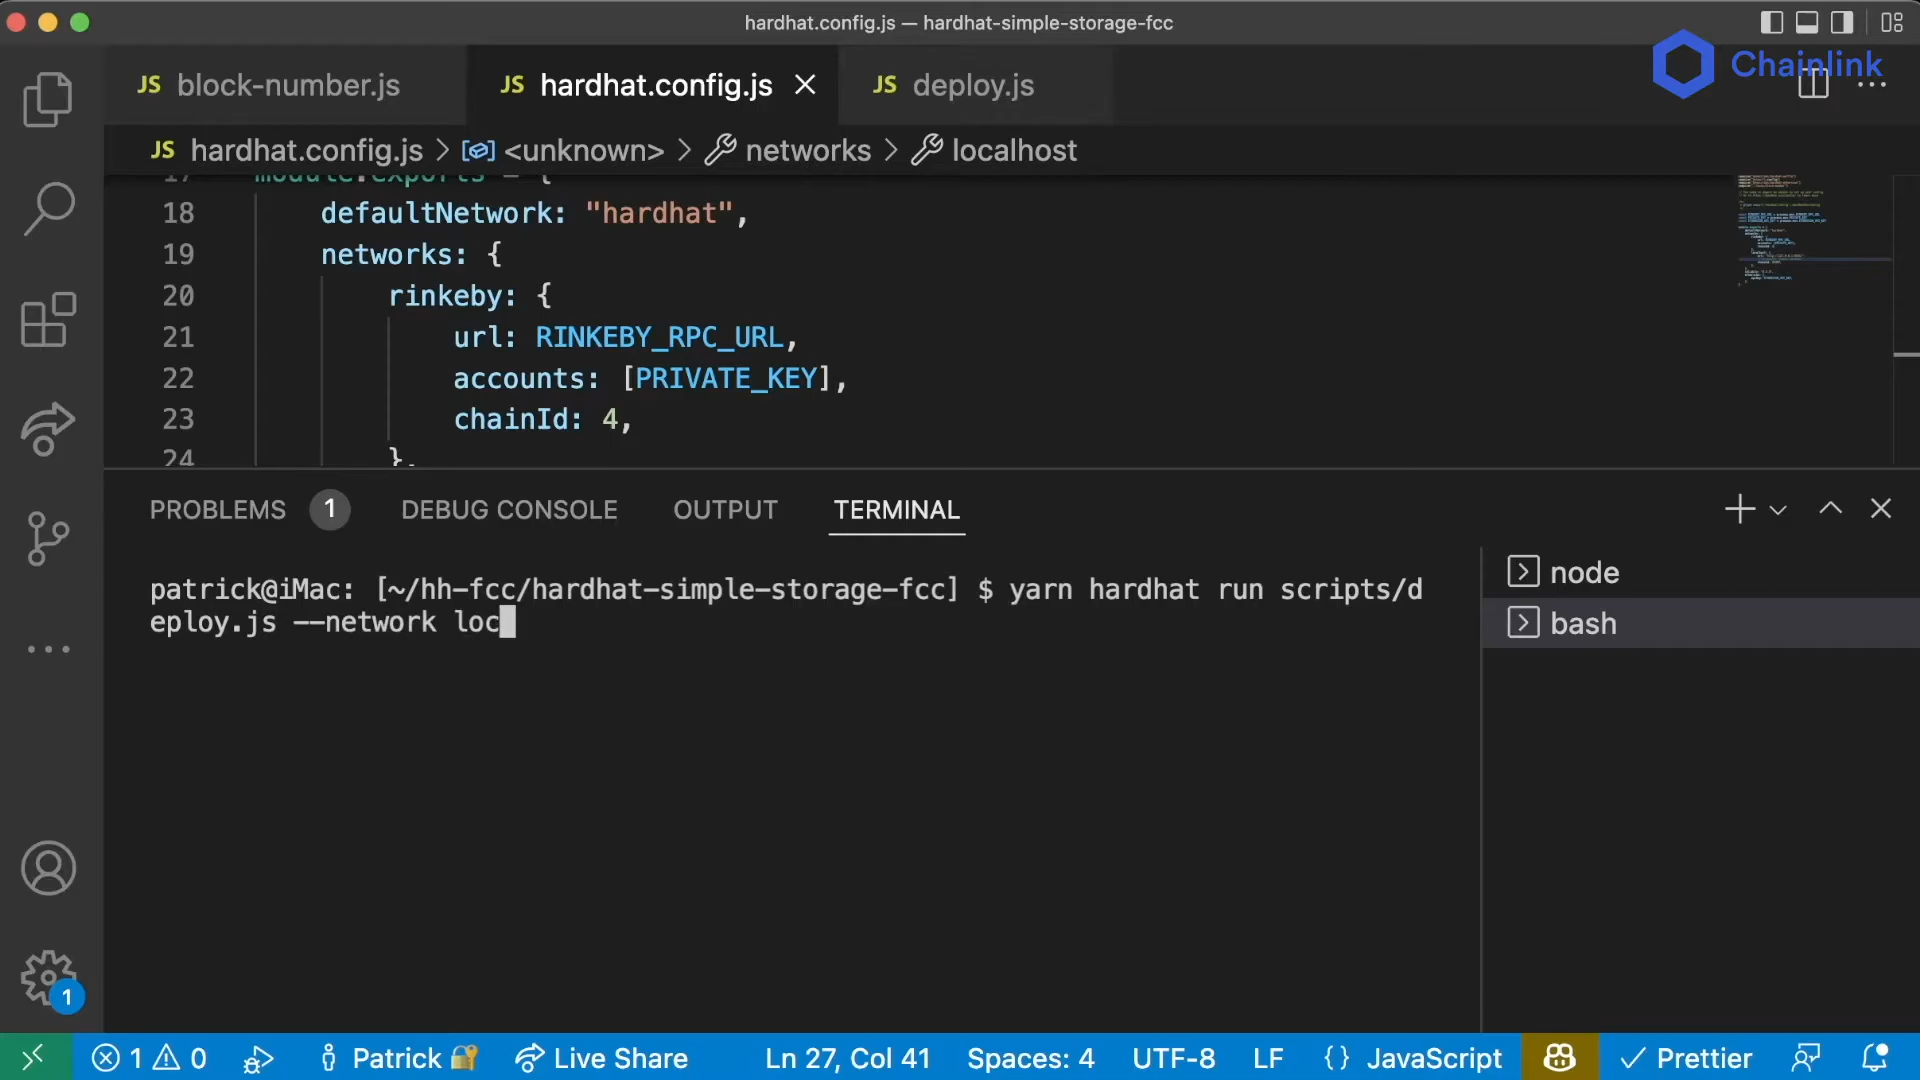 hardhat.config.js — hardhat-simple-storage-fcc
JS block-number.js
JS hardhat.config.js
JS deploy.js
Chainlink
JS hardhat.config.js > <unknown> > networks > localhost
17 module.exports = {
18 defaultNetwork: "hardhat",
19 networks: {
20 rinkeby: {
21 url: RINKEBY_RPC_URL,
22 accounts: [PRIVATE_KEY],
23 chainId: 4,
24 },
PROBLEMS 1 DEBUG CONSOLE OUTPUT TERMINAL
patrick@iMac: [~/hh-fcc/hardhat-simple-storage-fcc] $ yarn hardhat run scripts/d
eploy.js --network loc
node
bash
1
1 0 Patrick Live Share Ln 27, Col 41 Spaces: 4 UTF-8 LF {} JavaScript Prettier